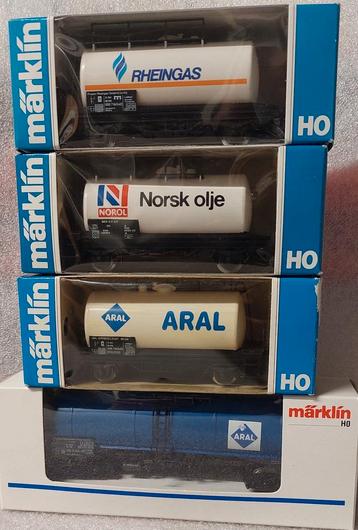 märklin
RHEINGAS
HO
märklin
NOROL
Norsk olje
HO
märklin
ARAL
ARAL
HO
märklin
HO
ARAL